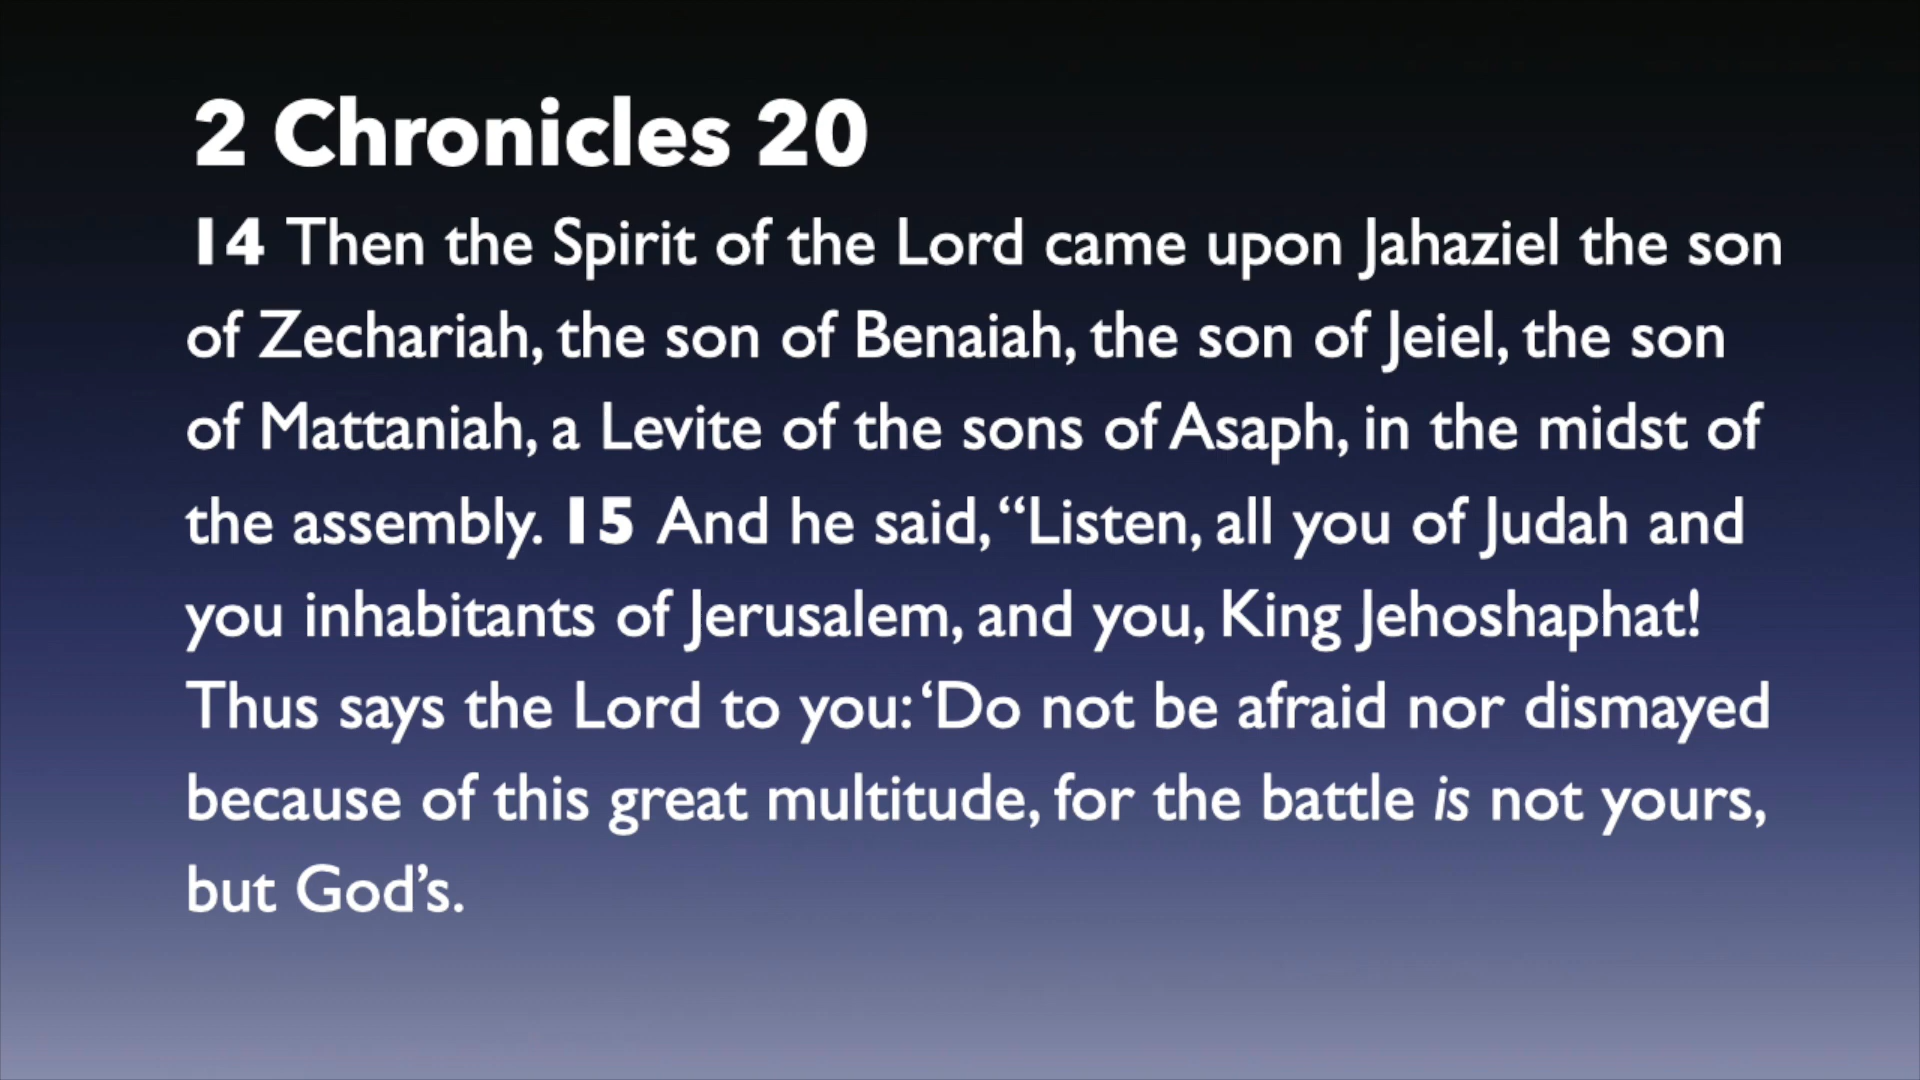 2 Chronicles 20
14 Then the Spirit of the Lord came upon Jahaziel the son
of Zechariah, the son of Benaiah, the son of Jeiel, the son
of Mattaniah, a Levite of the sons of Asaph, in the midst of
the assembly. 15 And he said, “Listen, all you of Judah and
you inhabitants of Jerusalem, and you, King Jehoshaphat!
Thus says the Lord to you: ‘Do not be afraid nor dismayed
because of this great multitude, for the battle is not yours,
but God’s.